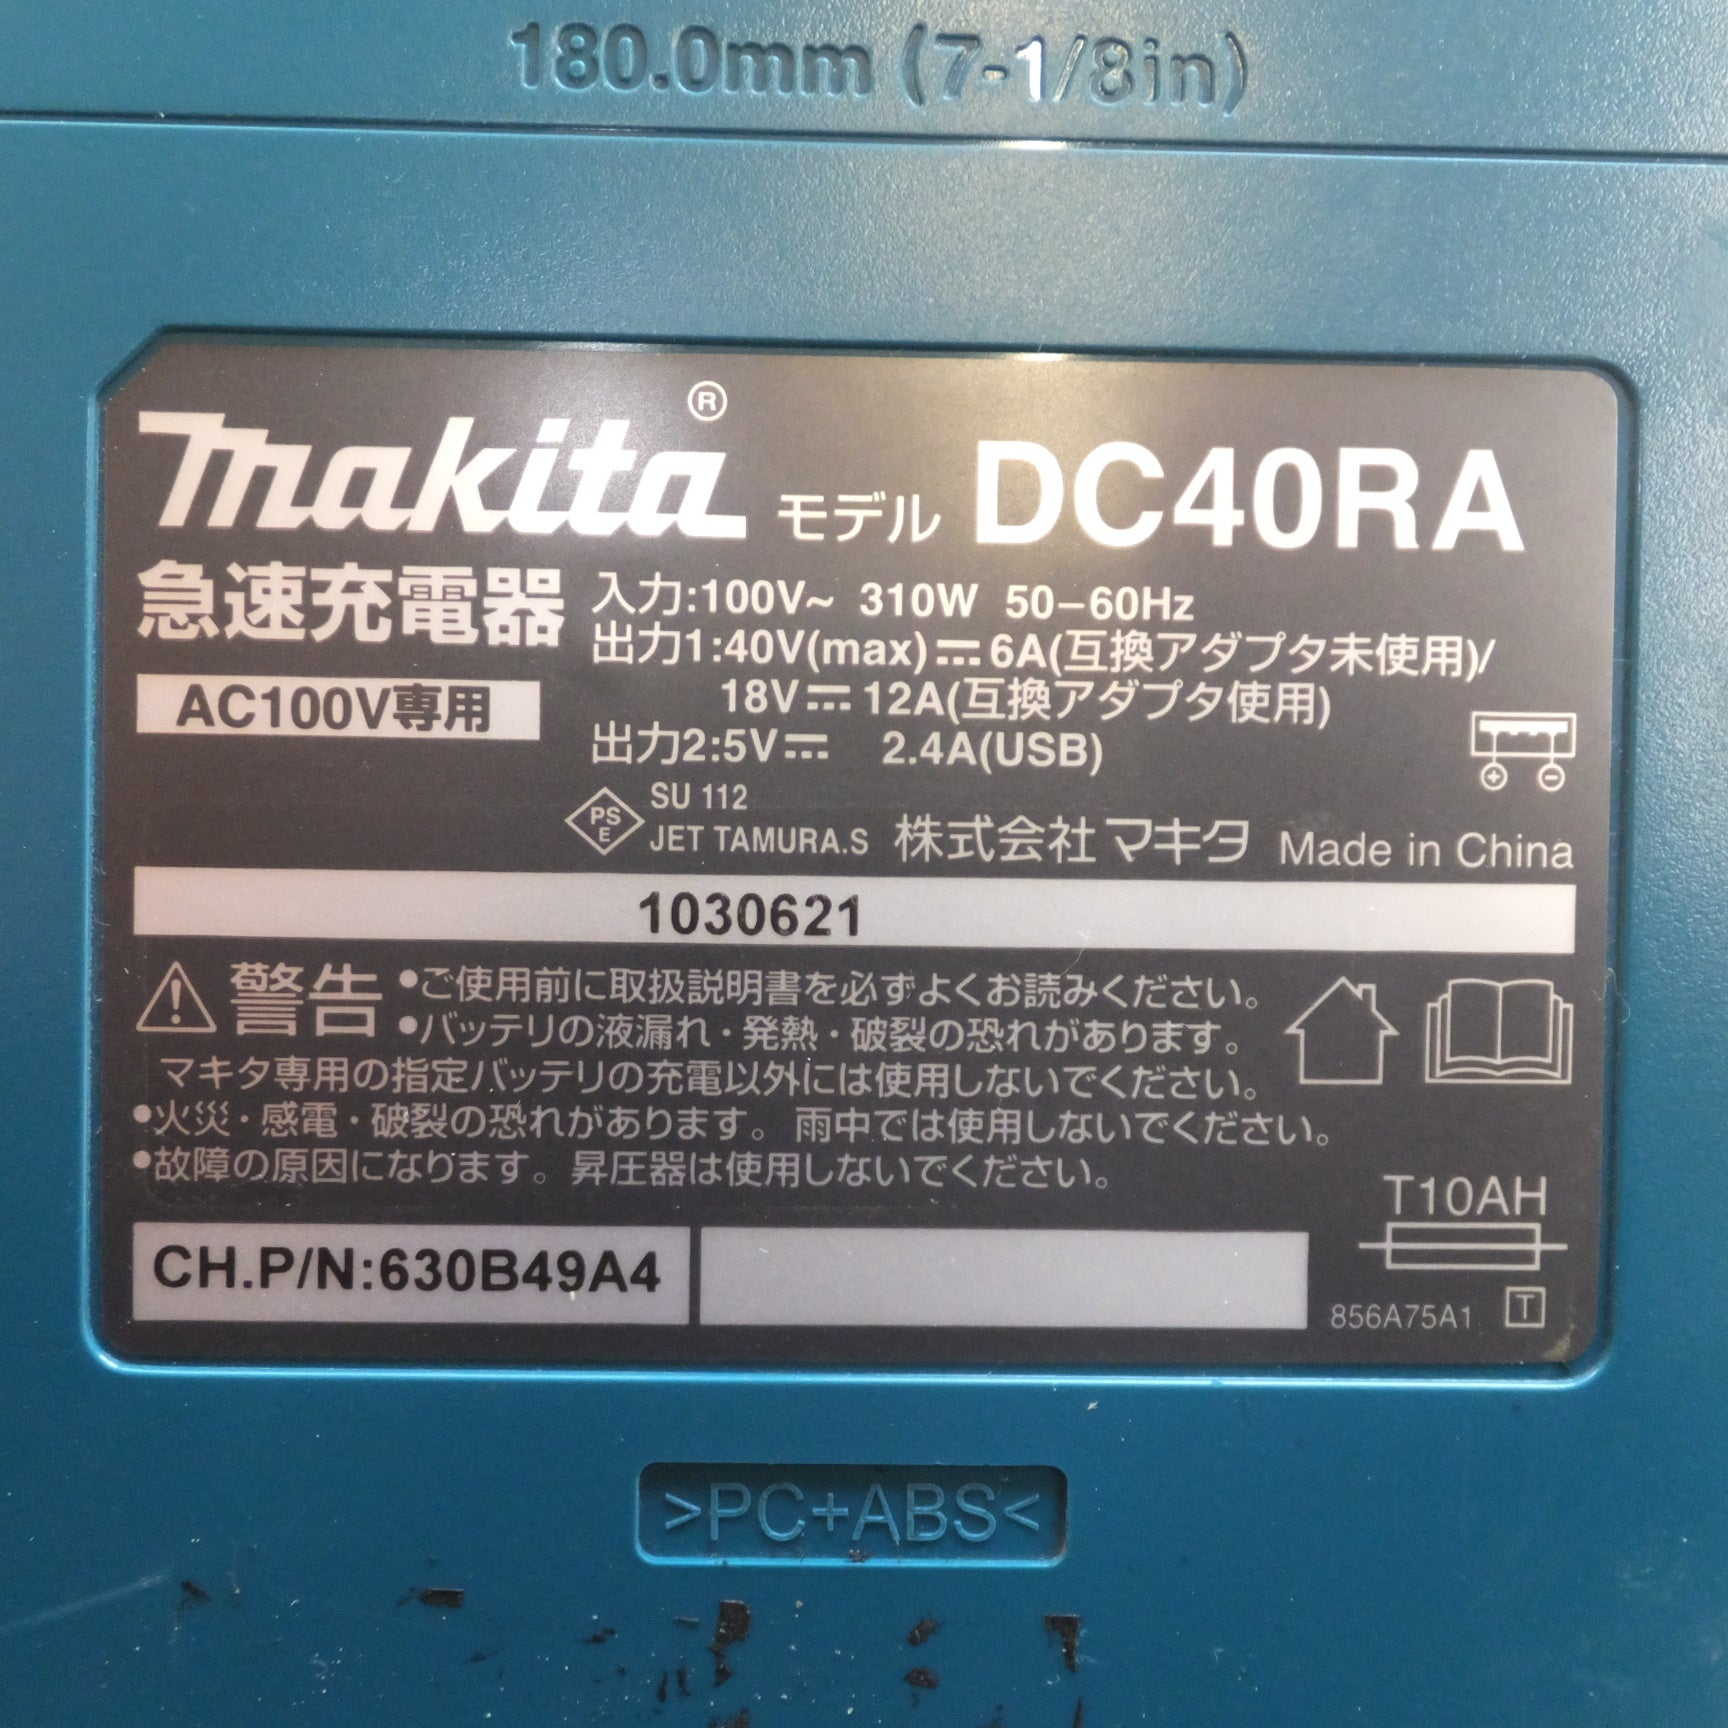 180.0mm (7-1/8in)
makita® モデル DC40RA
急速充電器
AC100V専用
入力:100V~ 310W 50-60Hz
出力1:40V(max)⎓6A(互換アダプタ未使用)/
18V⎓12A(互換アダプタ使用)
出力2:5V⎓ 2.4A(USB)
PS
E
SU 112
JET TAMURA.S 株式会社マキタ Made in China
1030621
警告 •ご使用前に取扱説明書を必ずよくお読みください。
•バッテリの液漏れ・発熱・破裂の恐れがあります。
マキタ専用の指定バッテリの充電以外には使用しないでください。
•火災・感電・破裂の恐れがあります。雨中では使用しないでください。
•故障の原因になります。昇圧器は使用しないでください。
T10AH
CH.P/N:630B49A4
856A75A1 T
>PC+ABS<